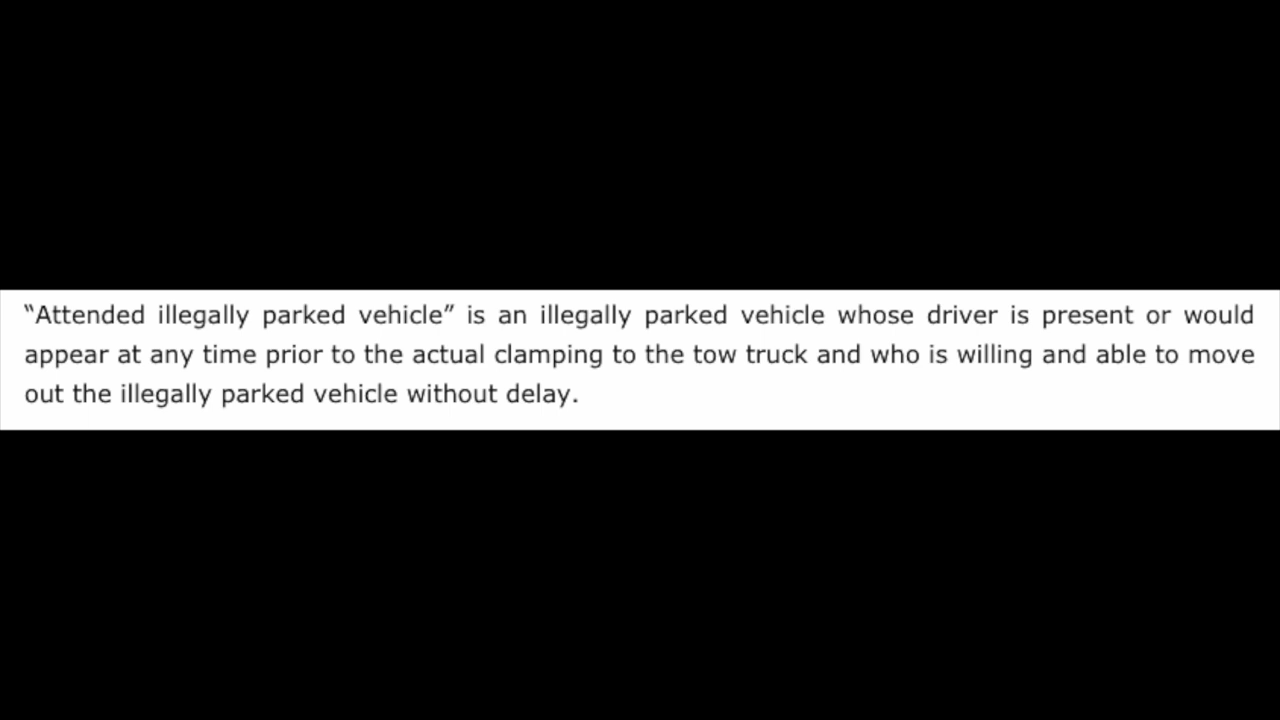 “Attended illegally parked vehicle” is an illegally parked vehicle whose driver is present or would
appear at any time prior to the actual clamping to the tow truck and who is willing and able to move
out the illegally parked vehicle without delay.